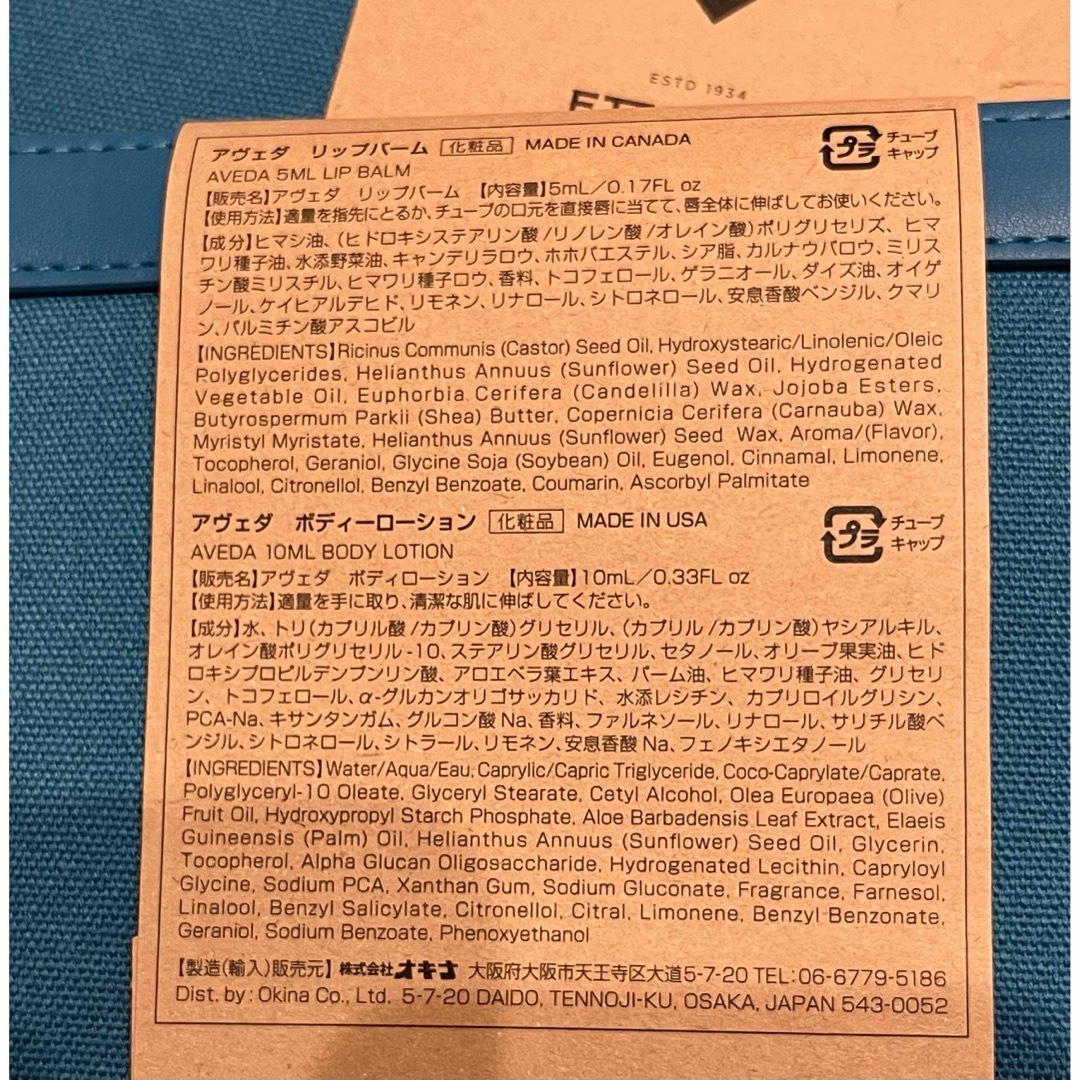 ESTD 1934
アヴェダ リップバーム 化粧品 MADE IN CANADA
プラ チューブ
キャップ
AVEDA 5ML LIP BALM
【販売名】アヴェダ リップバーム 【内容量】5mL/0.17FL oz
【使用方法】適量を指先にとるか、チューブの口元を直接唇に当てて、唇全体に伸ばしてお使いください。
【成分】ヒマシ油、(ヒドロキシステアリン酸/リノレン酸/オレイン酸)ポリグリセリズ、ヒマ
ワリ種子油、水添野菜油、キャンデリラロウ、ホホバエステル、シア脂、カルナウバロウ、ミリス
チン酸ミリスチル、ヒマワリ種子ロウ、香料、トコフェロール、ゲラニオール、ダイズ油、オイゲ
ノール、ケイヒアルデヒド、リモネン、リナロール、シトロネロール、安息香酸ベンジル、クマリ
ン、パルミチン酸アスコビル
【INGREDIENTS】Ricinus Communis (Castor) Seed Oil, Hydroxystearic/Linolenic/Oleic
Polyglycerides, Helianthus Annuus (Sunflower) Seed Oil, Hydrogenated
Vegetable Oil, Euphorbia Cerifera (Candelilla) Wax, Jojoba Esters,
Butyrospermum Parkii (Shea) Butter, Copernicia Cerifera (Carnauba) Wax,
Myristyl Myristate, Helianthus Annuus (Sunflower) Seed Wax, Aroma/(Flavor),
Tocopherol, Geraniol, Glycine Soja (Soybean) Oil, Eugenol, Cinnamal, Limonene,
Linalool, Citronellol, Benzyl Benzoate, Coumarin, Ascorbyl Palmitate
アヴェダ ボディーローション 化粧品 MADE IN USA
プラ チューブ
キャップ
AVEDA 10ML BODY LOTION
【販売名】アヴェダ ボディローション 【内容量】10mL/0.33FL oz
【使用方法】適量を手に取り、清潔な肌に伸ばしてください。
【成分】水、トリ(カプリル酸/カプリン酸)グリセリル、(カプリル/カプリン酸)ヤシアルキル、
オレイン酸ポリグリセリル-10、ステアリン酸グリセリル、セタノール、オリーブ果実油、ヒド
ロキシプロピルデンプンリン酸、アロエベラ葉エキス、パーム油、ヒマワリ種子油、グリセリ
ン、トコフェロール、α-グルカンオリゴサッカリド、水添レシチン、カプリロイルグリシン、
PCA-Na、キサンタンガム、グルコン酸Na、香料、ファルネソール、リナロール、サリチル酸ベ
ンジル、シトロネロール、シトラール、リモネン、安息香酸Na、フェノキシエタノール
【INGREDIENTS】Water/Aqua/Eau, Caprylic/Capric Triglyceride, Coco-Caprylate/Caprate,
Polyglyceryl-10 Oleate, Glyceryl Stearate, Cetyl Alcohol, Olea Europaea (Olive)
Fruit Oil, Hydroxypropyl Starch Phosphate, Aloe Barbadensis Leaf Extract, Elaeis
Guineensis (Palm) Oil, Helianthus Annuus (Sunflower) Seed Oil, Glycerin,
Tocopherol, Alpha Glucan Oligosaccharide, Hydrogenated Lecithin, Capryloyl
Glycine, Sodium PCA, Xanthan Gum, Sodium Gluconate, Fragrance, Farnesol,
Linalool, Benzyl Salicylate, Citronellol, Citral, Limonene, Benzyl Benzonate,
Geraniol, Sodium Benzoate, Phenoxyethanol
【製造(輸入)販売元】株式会社オキナ 大阪府大阪市天王寺区大道5-7-20 TEL:06-6779-5186
Dist. by : Okina Co., Ltd. 5-7-20 DAIDO, TENNOJI-KU, OSAKA, JAPAN 543-0052